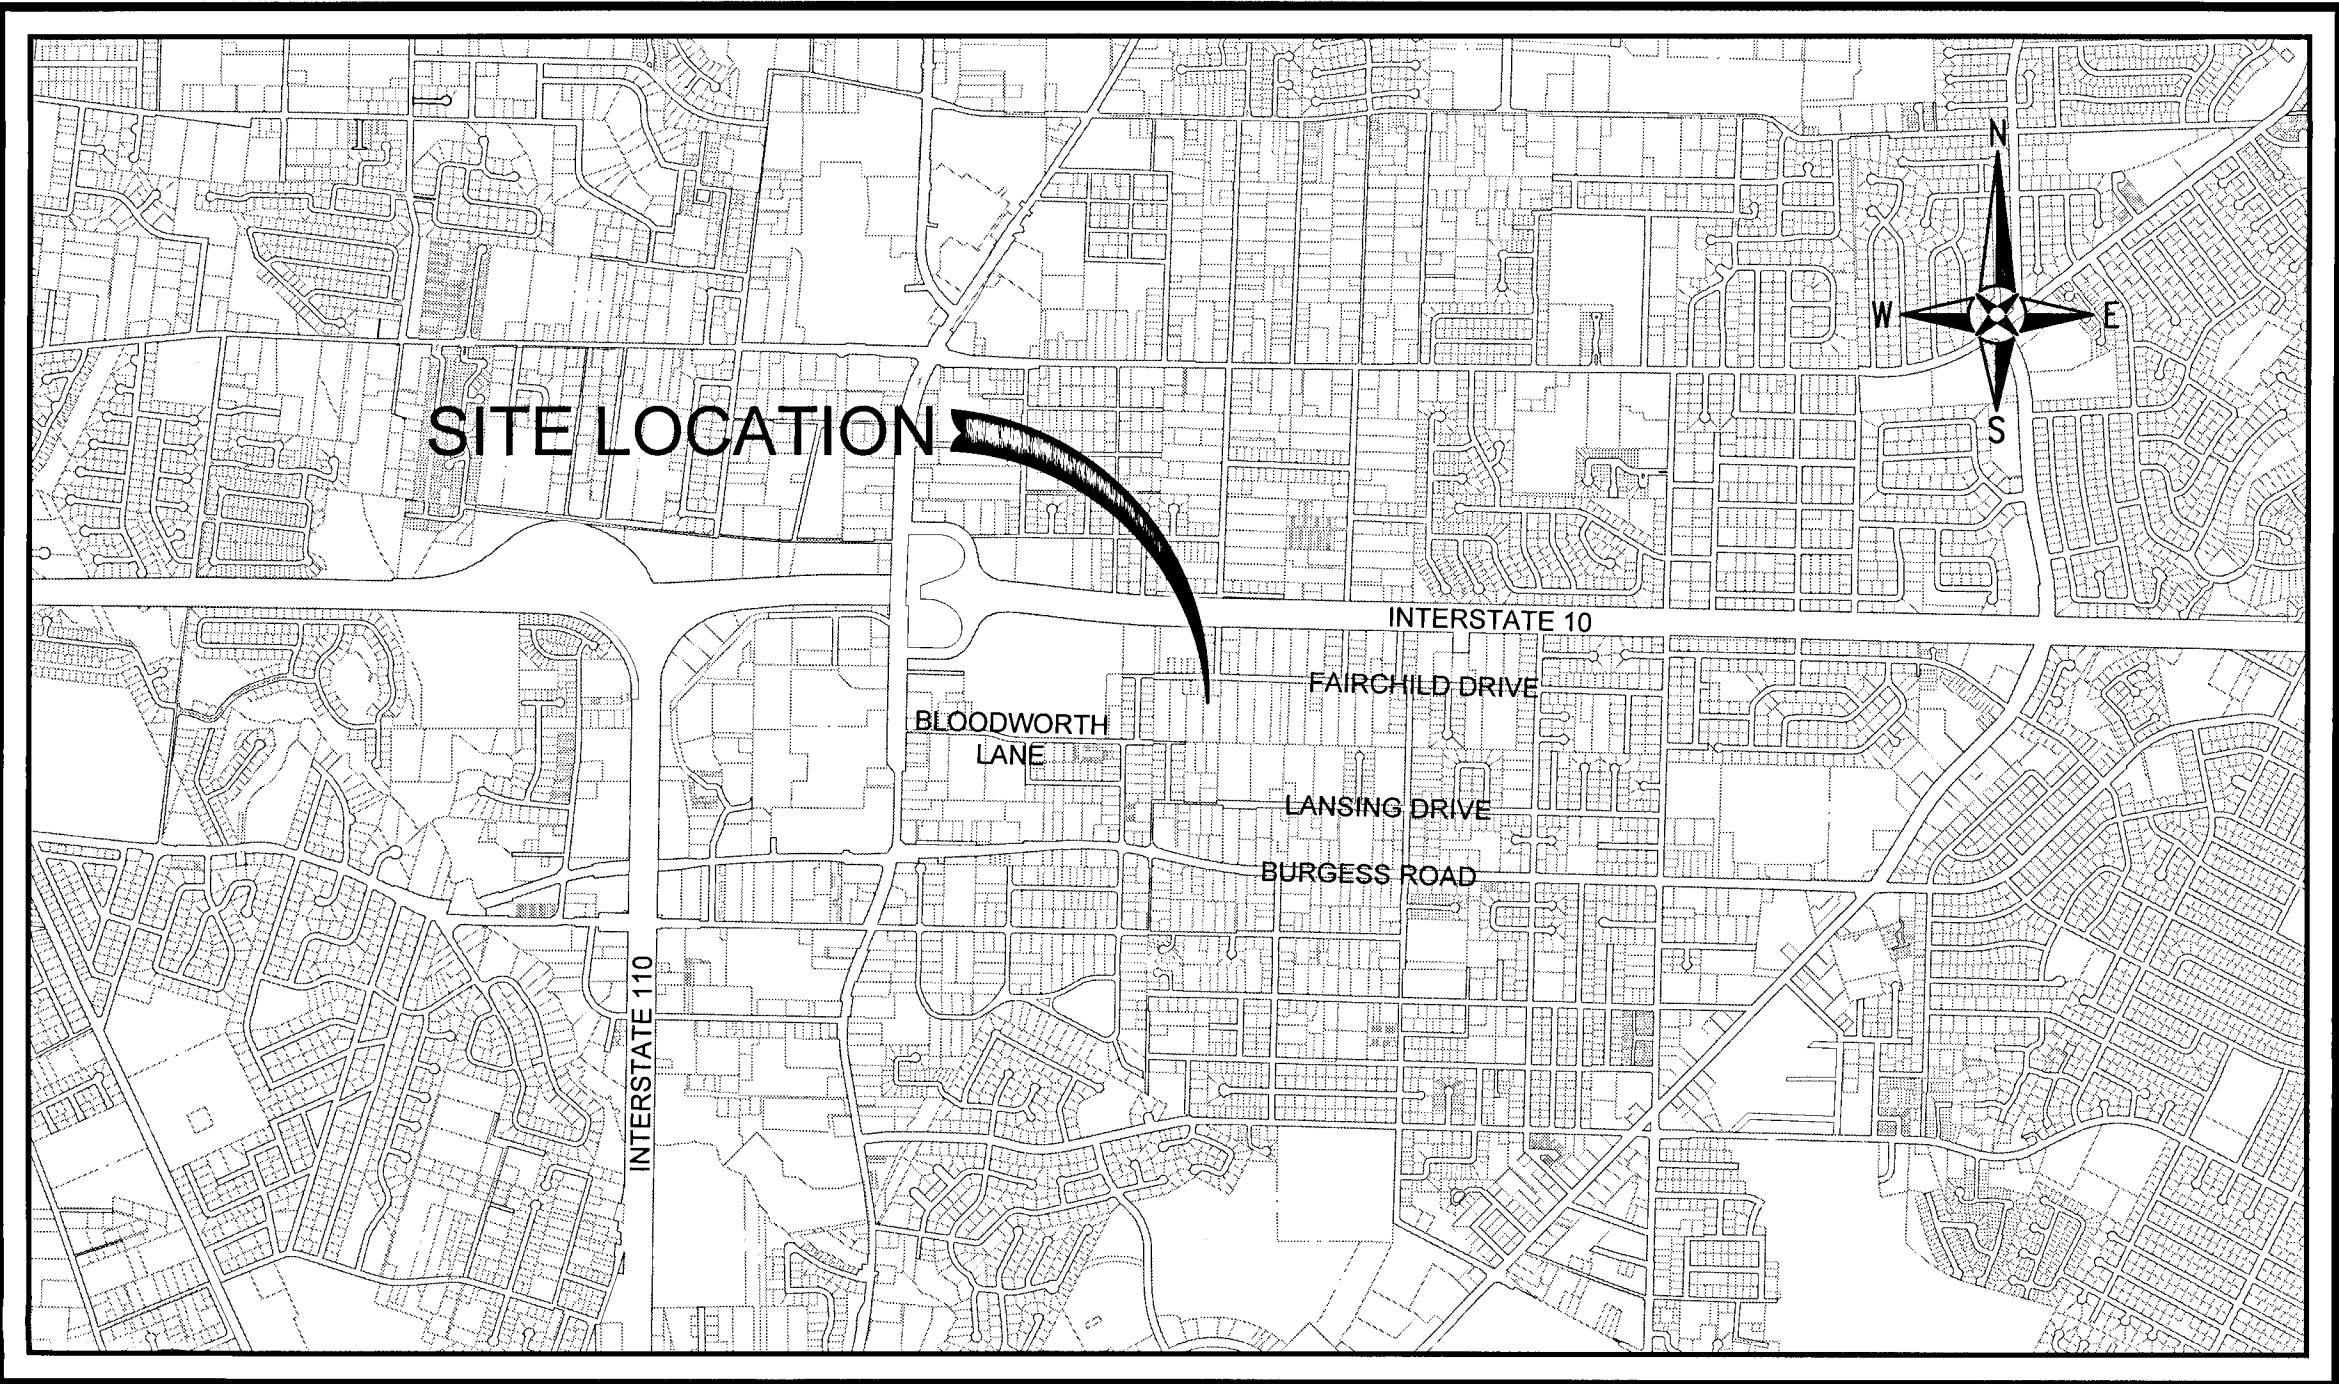 N
W
E
SITE LOCATION
S
INTERSTATE 10
FAIRCHILD DRIVE
BLOODWORTH
LANE
LANSING DRIVE
BURGESS ROAD
INTERSTATE 110